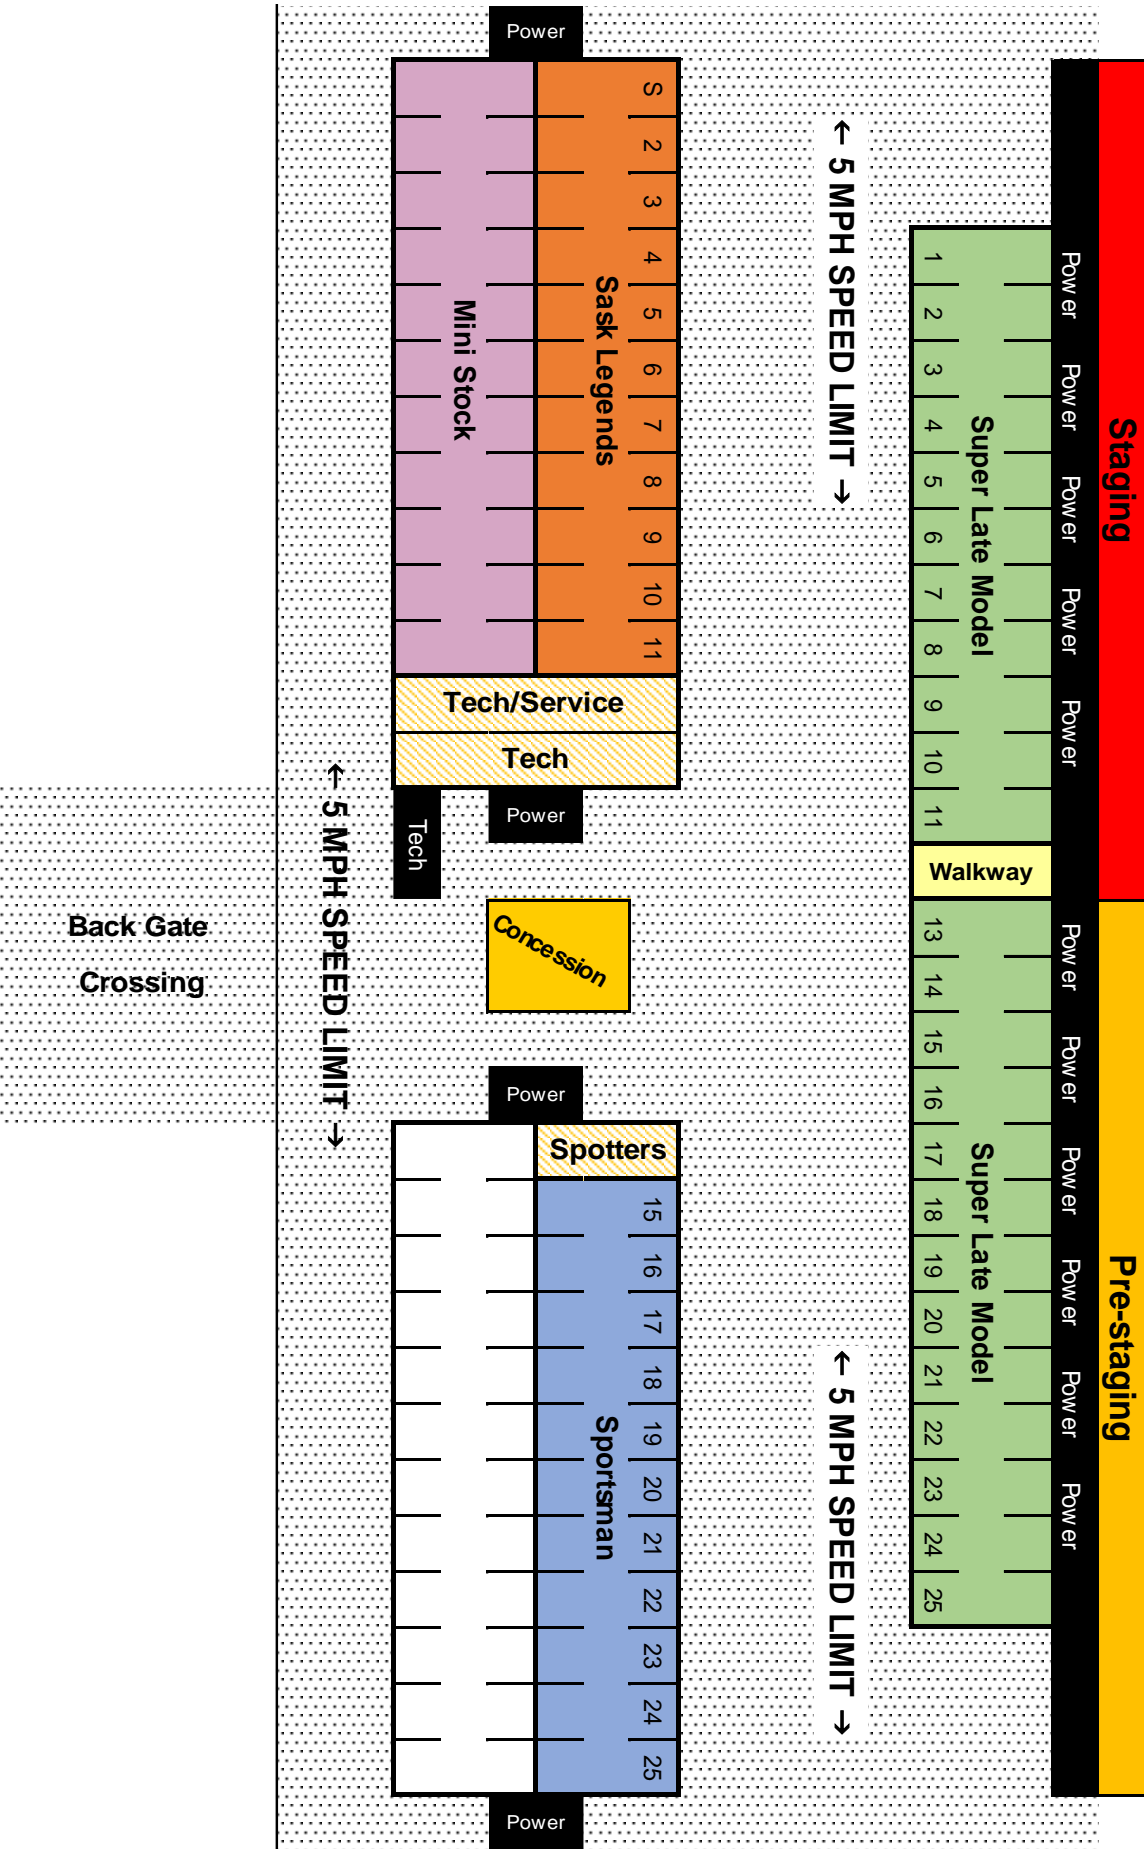 Power
S
2
3
4
5
6
7
8
9
10
11
Sask Legends
Mini Stock
Tech/Service
Tech
Tech
Power
Concession
← 5 MPH SPEED LIMIT →
Back Gate
Crossing
Power
Spotters
15
16
17
18
19
20
21
22
23
24
25
Sportsman
Power
← 5 MPH SPEED LIMIT →
← 5 MPH SPEED LIMIT →
1
2
3
4
5
6
7
8
9
10
11
Super Late Model
Walkway
13
14
15
16
17
18
19
20
21
22
23
24
25
Super Late Model
Power
Power
Power
Power
Power
Power
Power
Power
Power
Power
Power
Staging
Pre-staging